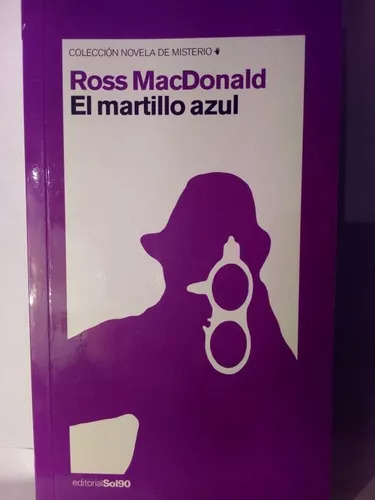 COLECCIÓN NOVELA DE MISTERIO
Ross MacDonald
El martillo azul
editorialSol90